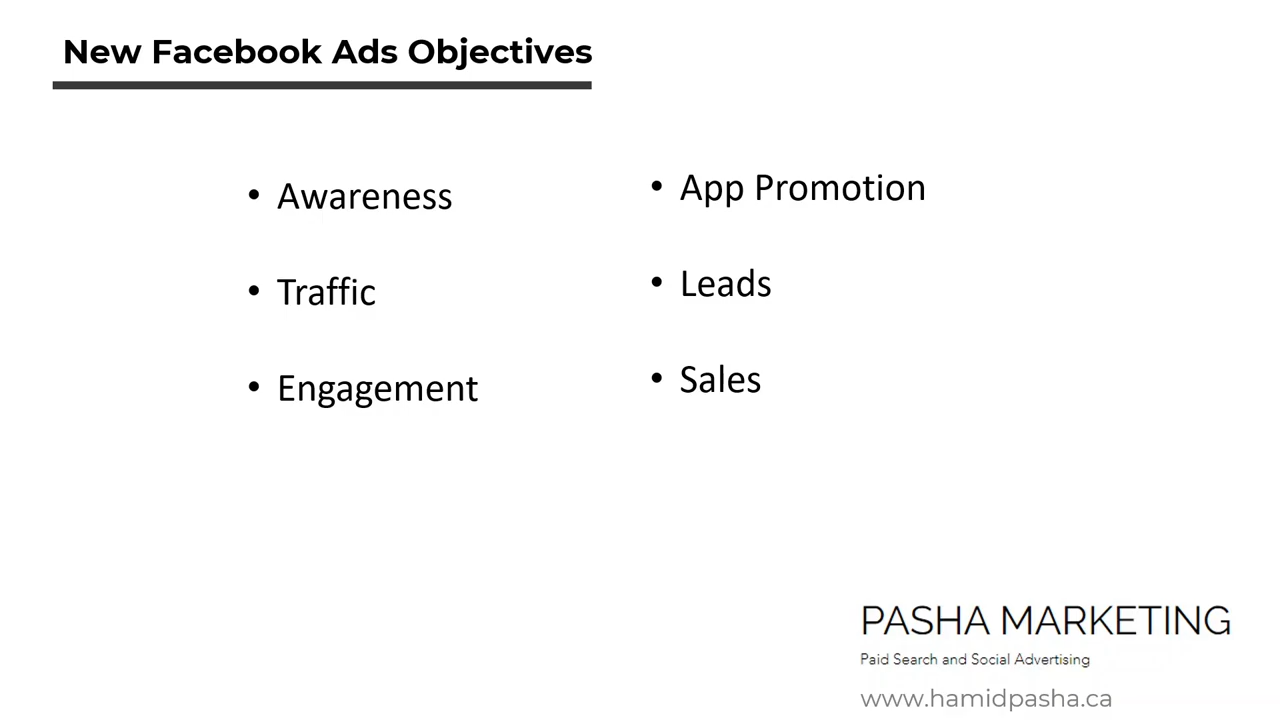 New Facebook Ads Objectives
• Awareness
• Traffic
• Engagement
• App Promotion
• Leads
• Sales
PASHA MARKETING
Paid Search and Social Advertising
www.hamidpasha.ca